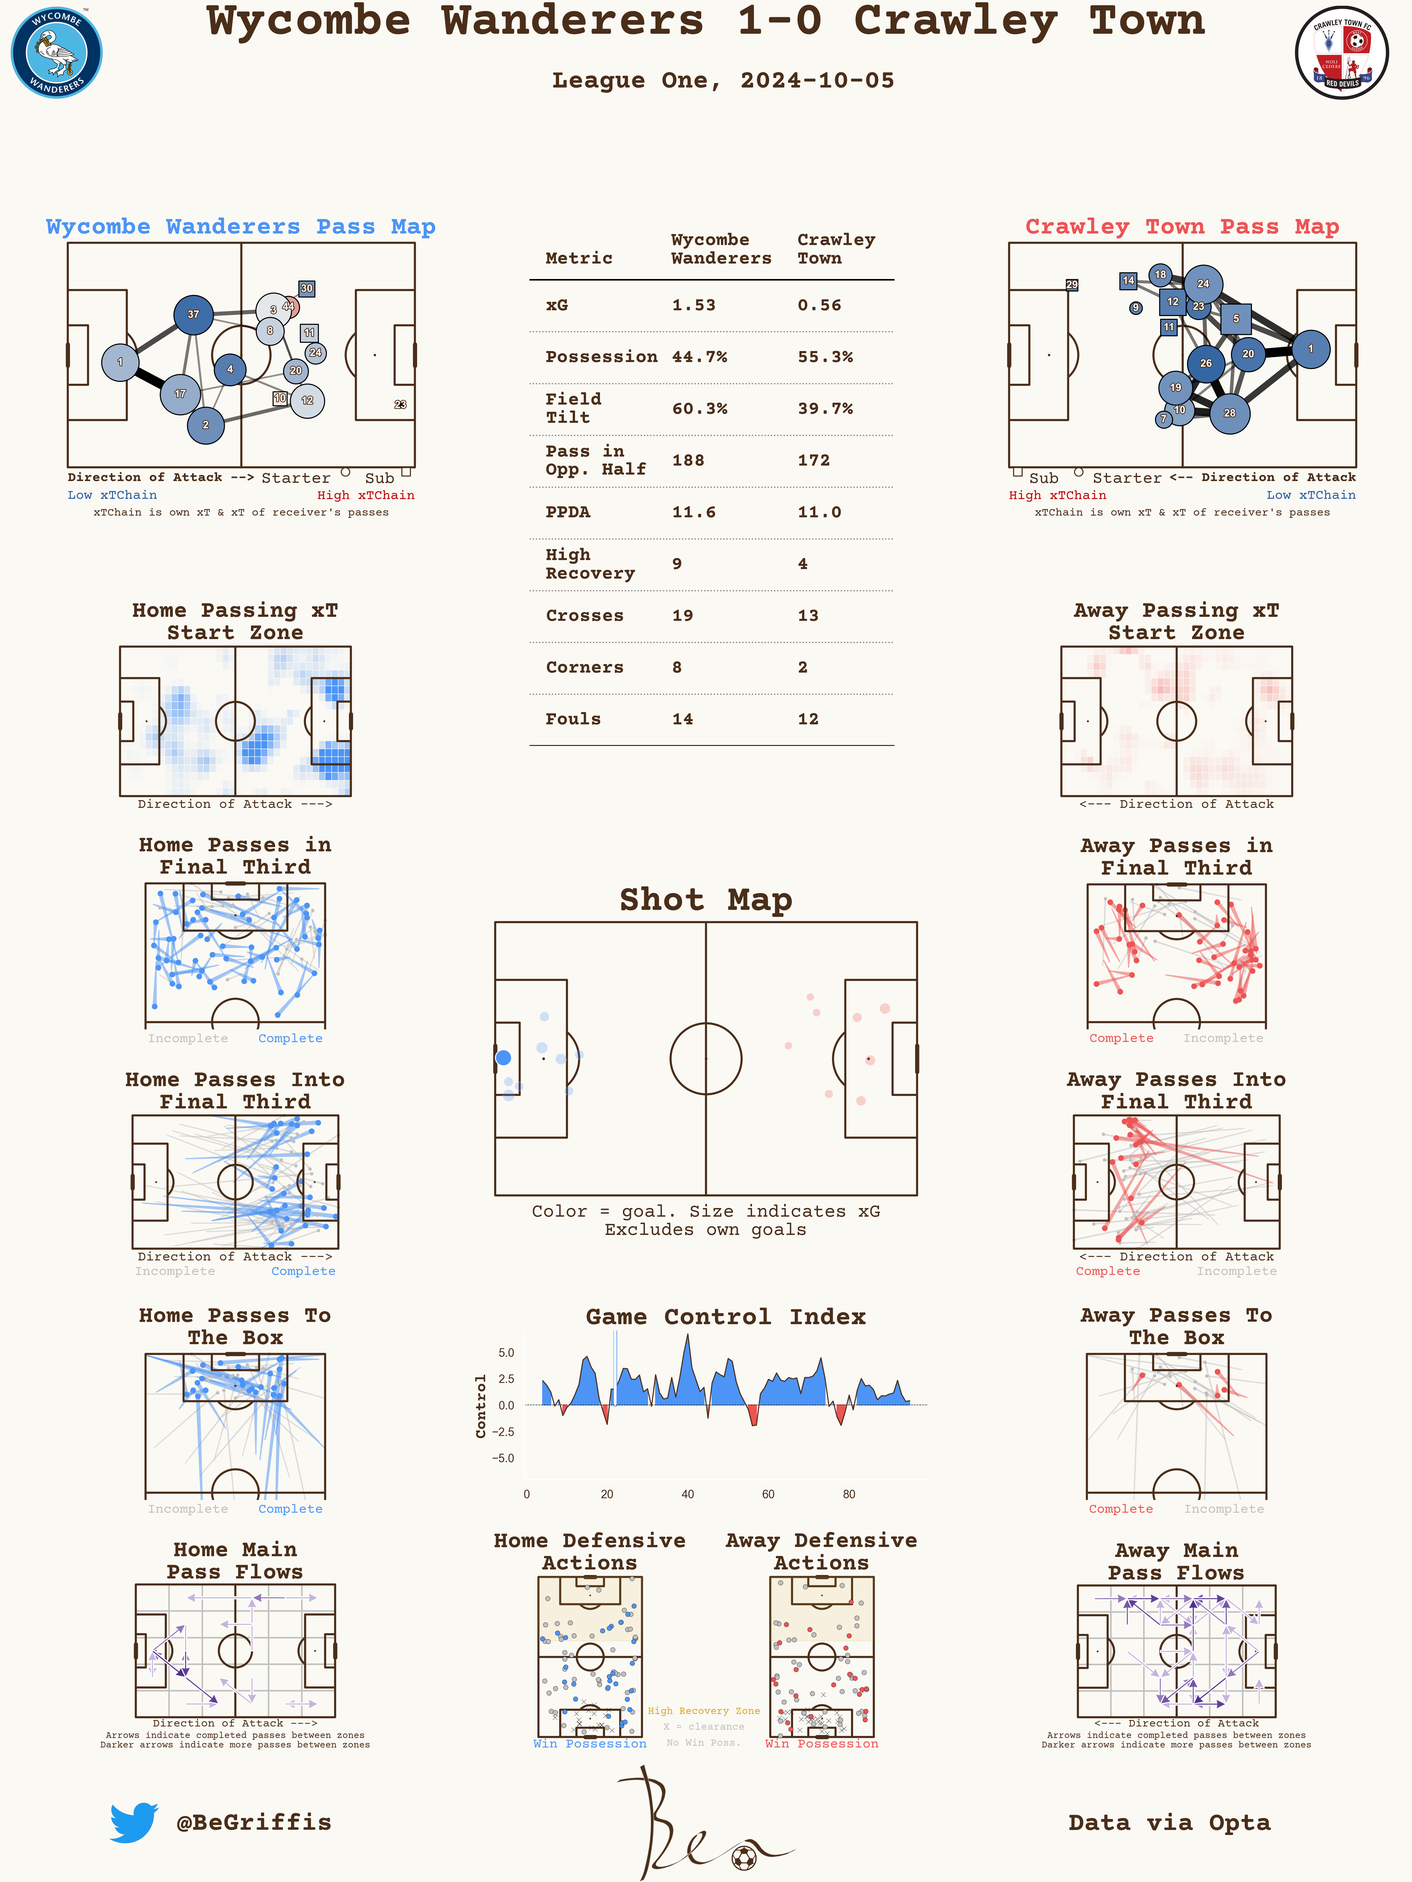 Wycombe Wanderers 1-0 Crawley Town
League One, 2024-10-05
WYCOMBE
WANDERERS
TM
CRAWLEY TOWN FC
NOLI
CEDERE
18 96
RED DEVILS
Wycombe Wanderers Pass Map
30
44
3
8
11
24
37
1
4
20
17
10
12
23
2
Direction of Attack --> Starter Sub
Low xTChain High xTChain
xTChain is own xT & xT of receiver's passes
Metric Wycombe Wanderers Crawley Town
xG 1.53 0.56
Possession 44.7% 55.3%
Field Tilt 60.3% 39.7%
Pass in Opp. Half 188 172
PPDA 11.6 11.0
High Recovery 9 4
Crosses 19 13
Corners 8 2
Fouls 14 12
Crawley Town Pass Map
29
14
18
24
9
12
23
11
5
1
26
20
19
10
7
28
Sub Starter <-- Direction of Attack
High xTChain Low xTChain
xTChain is own xT & xT of receiver's passes
Home Passing xT
Start Zone
Direction of Attack --->
Away Passing xT
Start Zone
<--- Direction of Attack
Home Passes in
Final Third
Incomplete Complete
Away Passes in
Final Third
Complete Incomplete
Shot Map
Color = goal. Size indicates xG
Excludes own goals
Home Passes Into
Final Third
Direction of Attack --->
Incomplete Complete
Away Passes Into
Final Third
<--- Direction of Attack
Complete Incomplete
Home Passes To
The Box
Incomplete Complete
Game Control Index
Control
5.0
2.5
0.0
−2.5
−5.0
0 20 40 60 80
Away Passes To
The Box
Complete Incomplete
Home Main
Pass Flows
Direction of Attack --->
Arrows indicate completed passes between zones
Darker arrows indicate more passes between zones
Home Defensive
Actions
Win Possession
High Recovery Zone
X = clearance
No Win Poss.
Away Defensive
Actions
Win Possession
Away Main
Pass Flows
<--- Direction of Attack
Arrows indicate completed passes between zones
Darker arrows indicate more passes between zones
@BeGriffis
Ben
Data via Opta